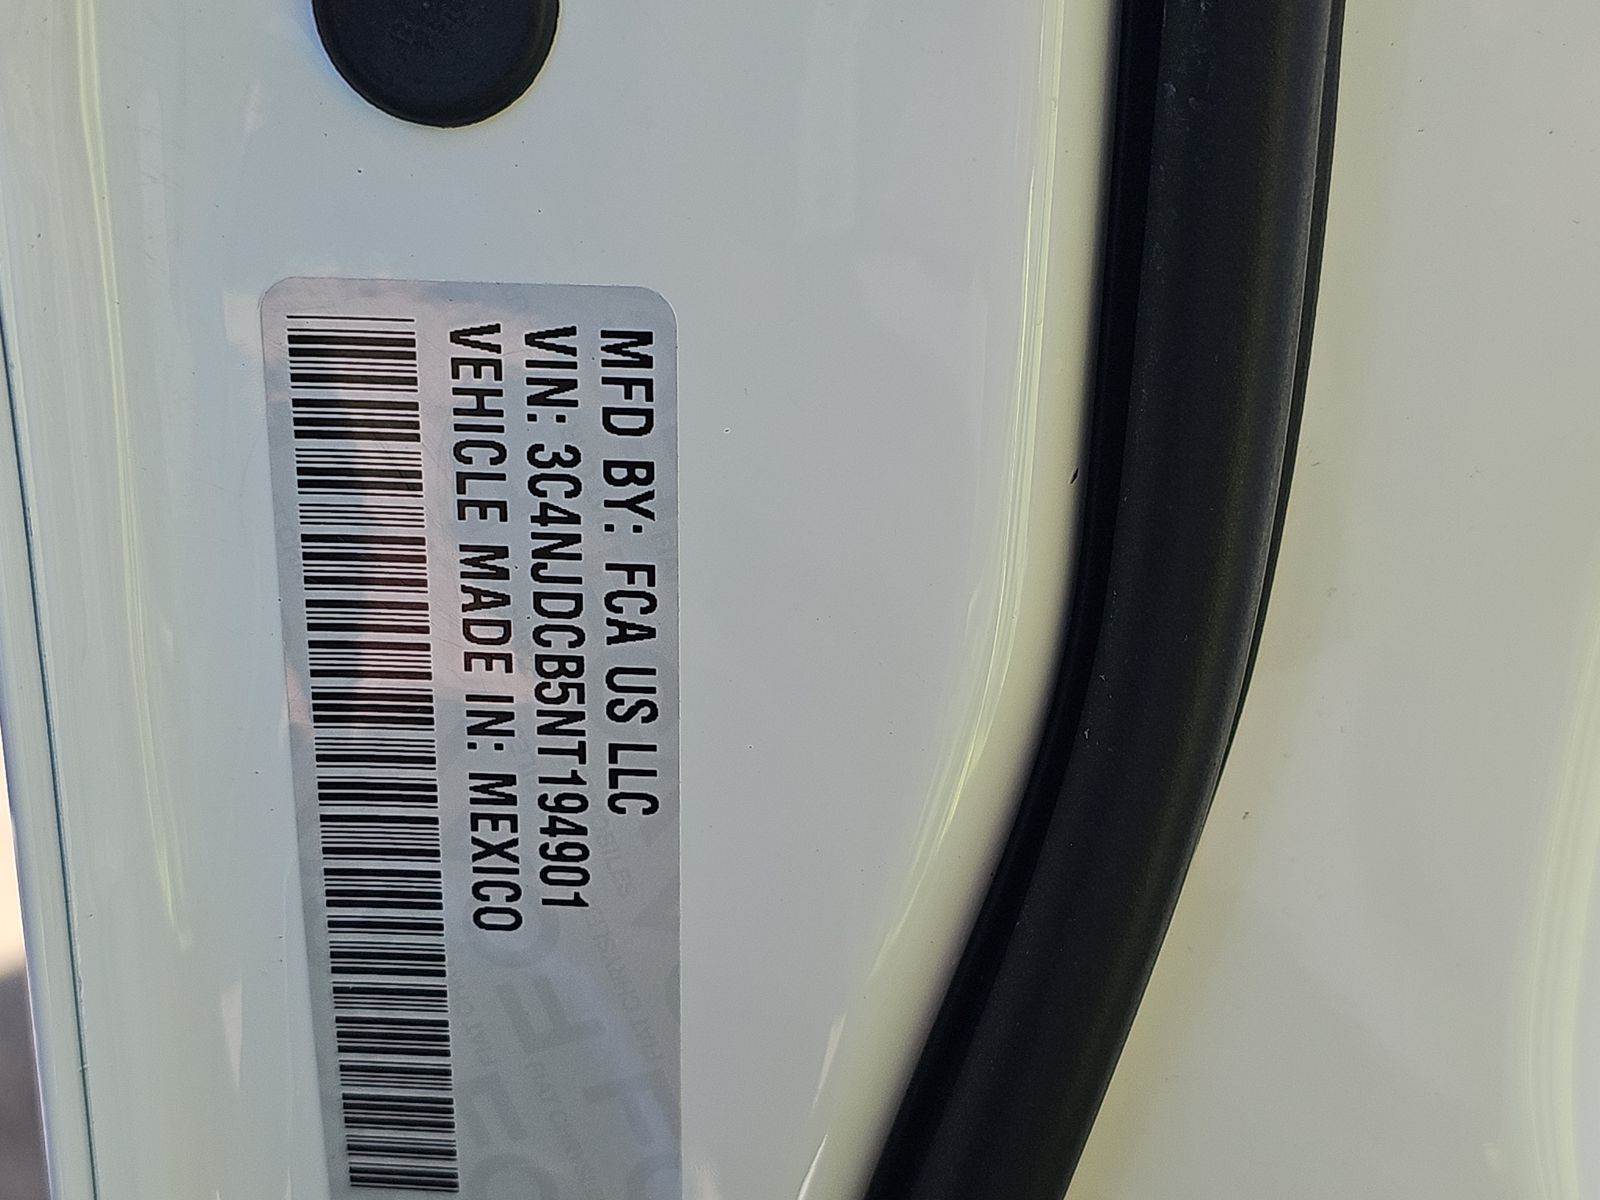 MFD BY: FCA US LLC
VIN: 3C4NJDCB5NT194901
VEHICLE MADE IN: MEXICO